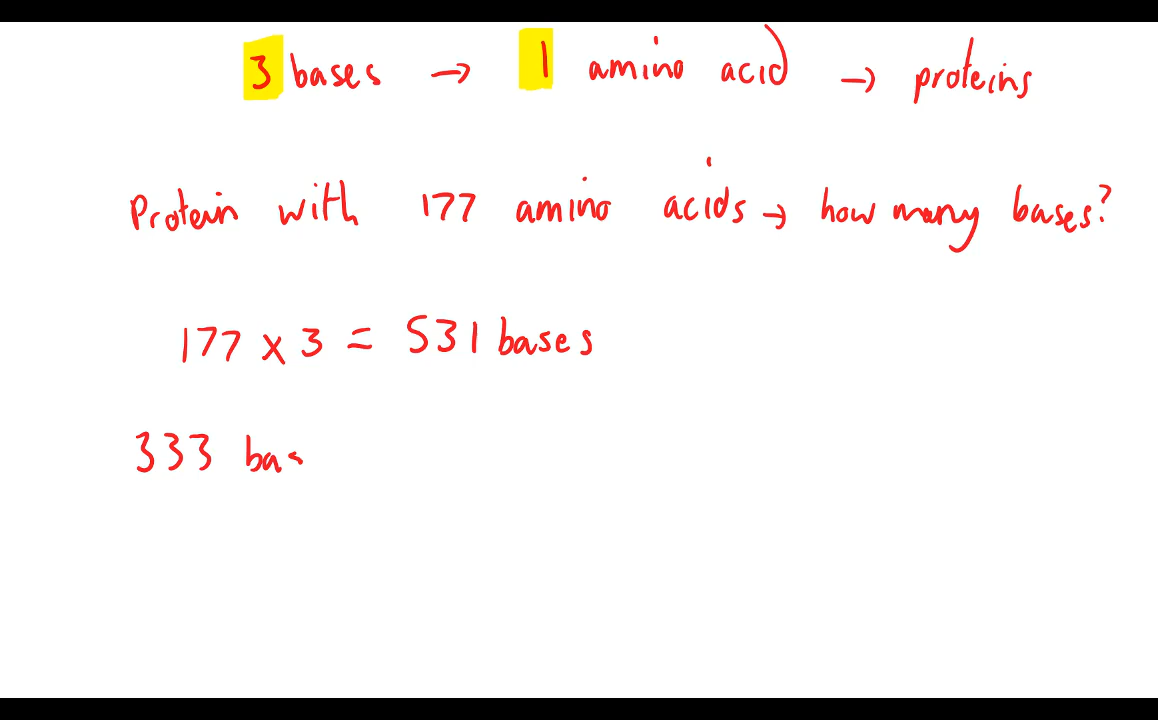 3 bases → 1 amino acid → proteins
Protein with 177 amino acids → how many bases?
177 x 3 = 531 bases
333 bas